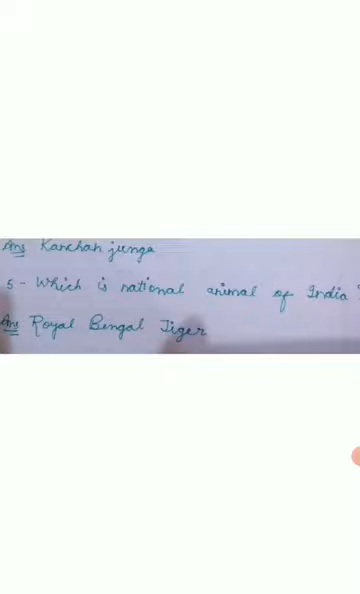 Ans Kanchanjunga
5 - Which is national animal of India ?
Ans Royal Bengal Tiger